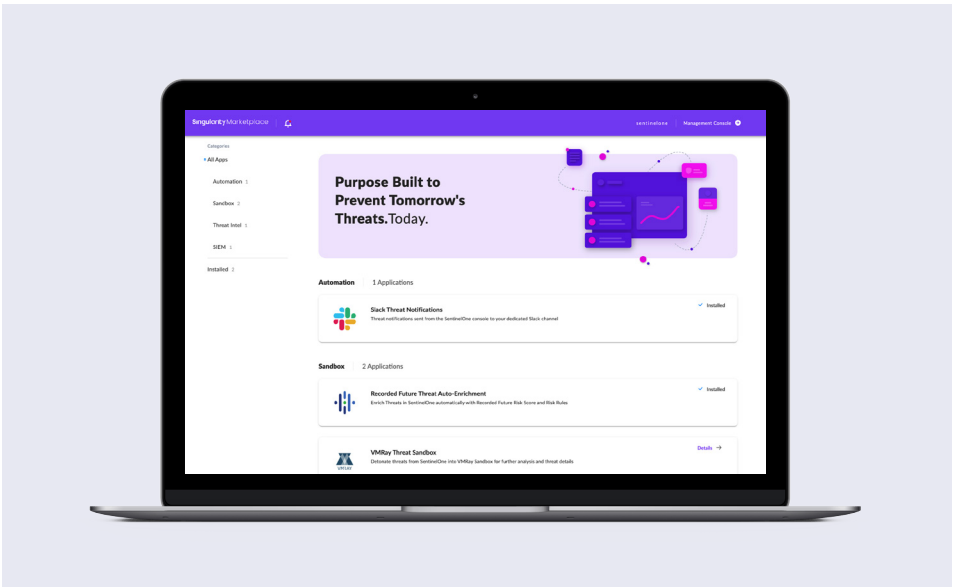 Singularity Marketplace
sentinelone
Management Console
Categories
All Apps
Automation 1
Sandbox 2
Threat Intel 1
SIEM 1
Installed 2
Purpose Built to
Prevent Tomorrow's
Threats.Today.
Automation 1 Applications
Slack Threat Notifications
Threat notifications sent from the SentinelOne console to your dedicated Slack channel
Installed
Sandbox 2 Applications
Recorded Future Threat Auto-Enrichment
Enrich Threats in SentinelOne automatically with Recorded Future Risk Score and Risk Rules
Installed
VMRAY
VMRay Threat Sandbox
Detonate threats from SentinelOne into VMRay Sandbox for further analysis and threat details
Details